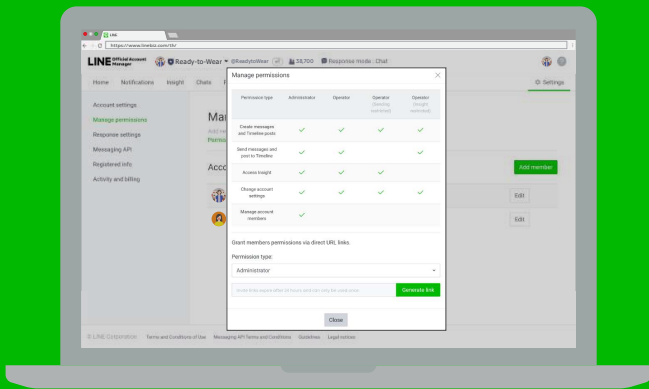 LINE
https://www.linebiz.com/th/
LINE Official Account Manager
Ready-to-Wear @ReadytoWear 38,700 Response mode : Chat
Home Notifications Insight Chats
Settings
Account settings
Manage permissions
Response settings
Messaging API
Registered info
Activity and billing
Add member
Edit
Edit
Manage permissions
Permission type Administrator Operator Operator Operator
Create messages
and Timeline posts
Send messages and
post to Timeline
Access Insight
Change account
settings
Manage account
members
Grant members permissions via direct URL links.
Permission type:
Administrator
Generate link
Close
© LINE Corporation Terms and Conditions of Use Messaging API Terms and Conditions Guidelines Legal notices